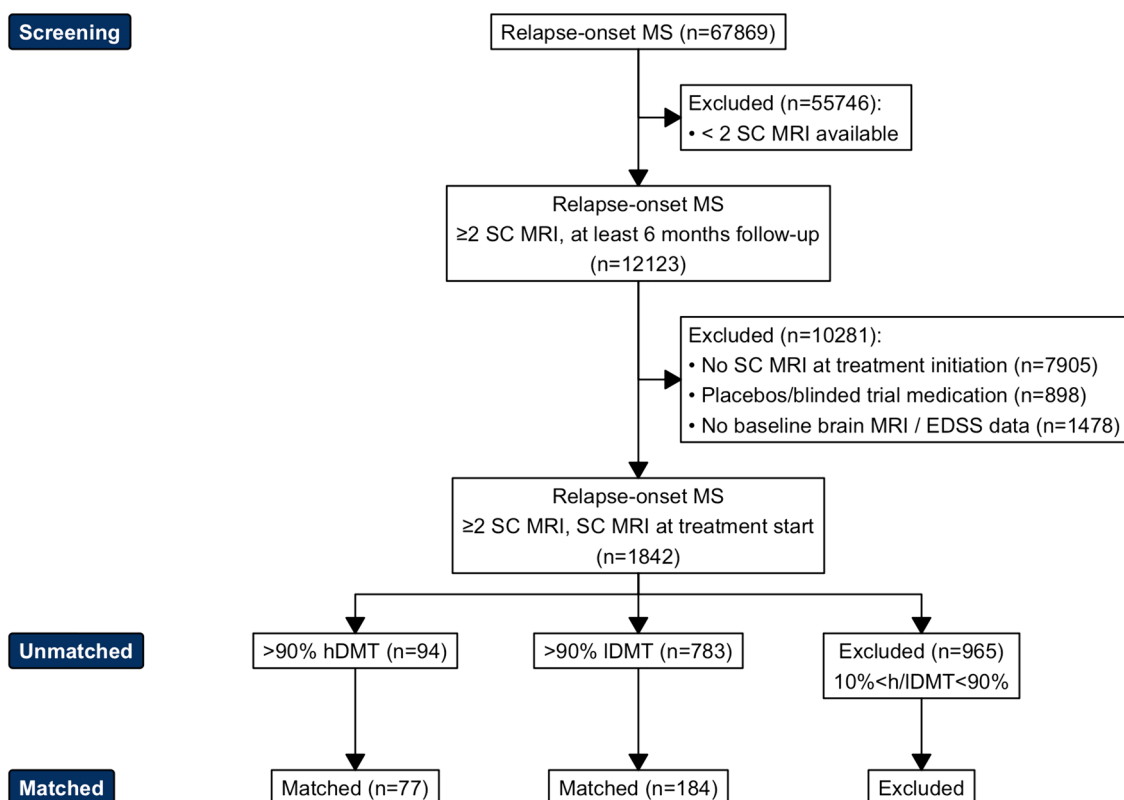 Screening
Relapse-onset MS (n=67869)
Excluded (n=55746):
• < 2 SC MRI available
Relapse-onset MS
≥2 SC MRI, at least 6 months follow-up
(n=12123)
Excluded (n=10281):
• No SC MRI at treatment initiation (n=7905)
• Placebos/blinded trial medication (n=898)
• No baseline brain MRI / EDSS data (n=1478)
Relapse-onset MS
≥2 SC MRI, SC MRI at treatment start
(n=1842)
Unmatched
>90% hDMT (n=94)
>90% lDMT (n=783)
Excluded (n=965)
10%<h/lDMT<90%
Matched
Matched (n=77)
Matched (n=184)
Excluded